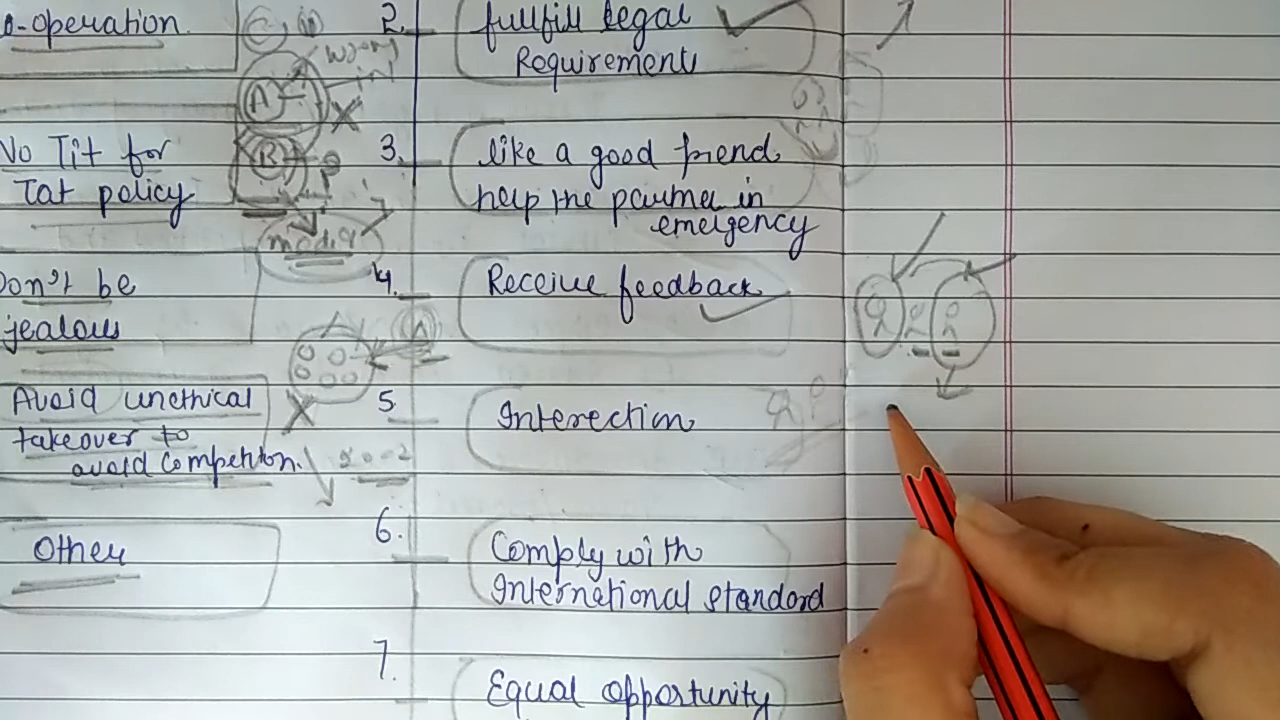 o-operation.
No Tit for
Tat policy
Don't be
jealous
Avoid unethical
takeover to
avoid Competition.
Other
2.
fullfill legal
Requirement
3.
like a good friend
help the partner in
emergency
4.
Receive feedback
5
Interection
6.
Comply with
International standard
7.
Equal opportunity
A
B
A